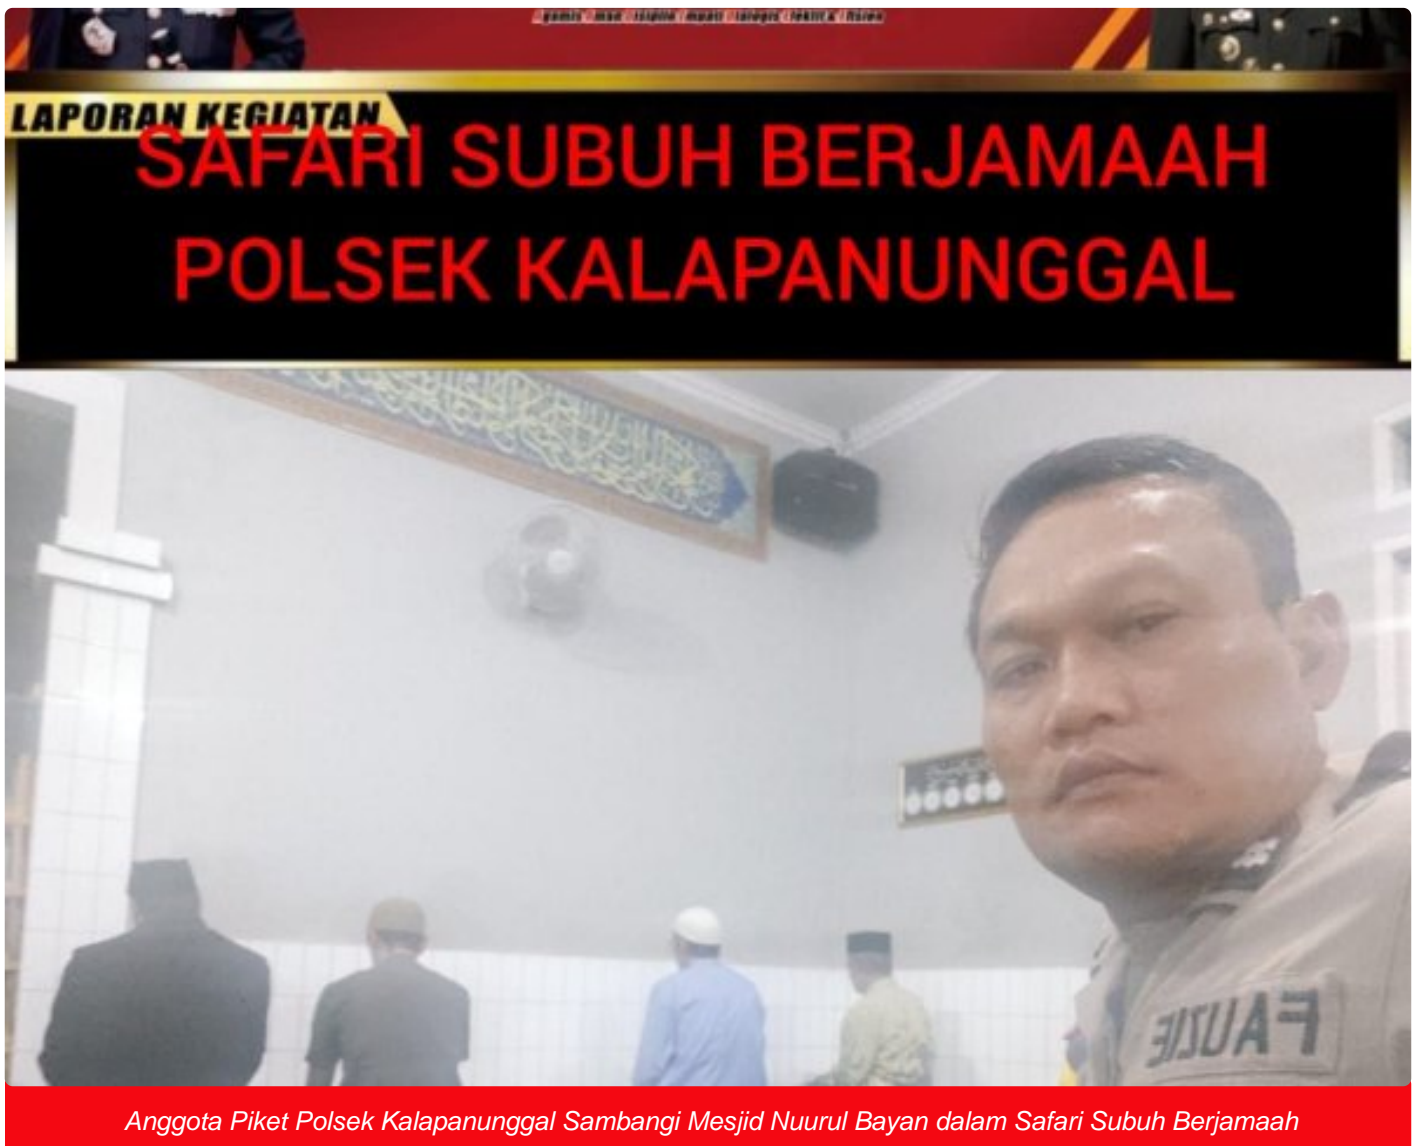 LAPORAN KEGIATAN
SAFARI SUBUH BERJAMAAH
POLSEK KALAPANUNGGAL
FAUZIE
Anggota Piket Polsek Kalapanunggal Sambangi Mesjid Nuurul Bayan dalam Safari Subuh Berjamaah